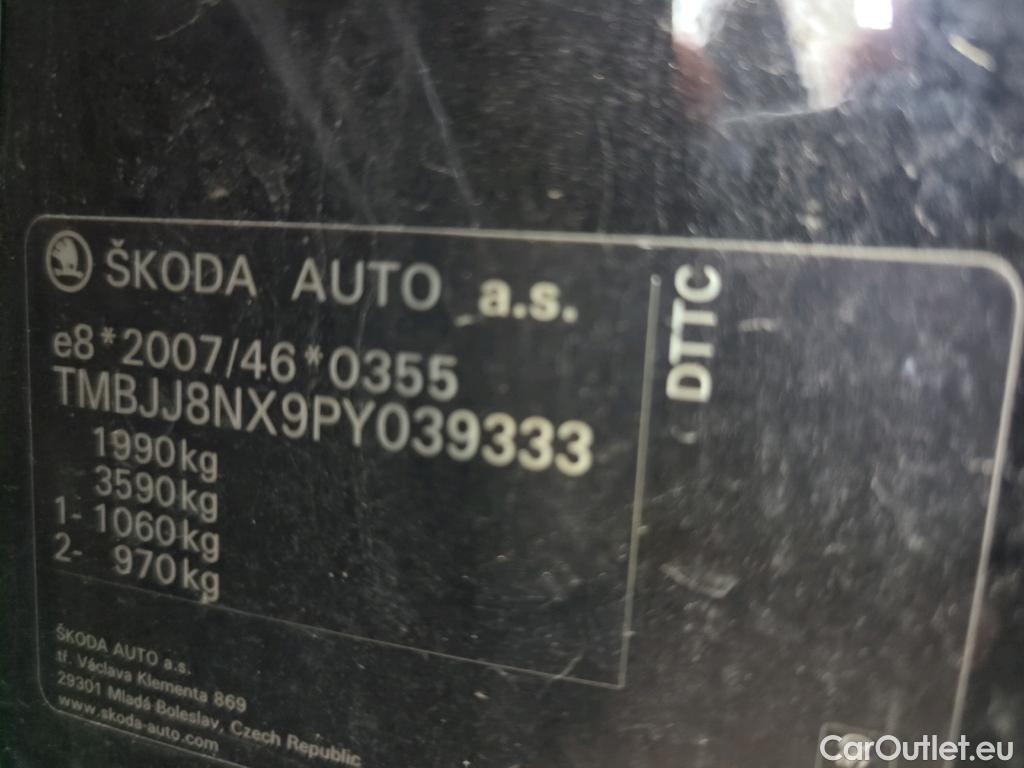 ŠKODA AUTO a.s.
e8*2007/46*0355
TMBJJ8NX9PY039333
1990kg
3590kg
1- 1060kg
2- 970kg
DTTC
ŠKODA AUTO a.s.
tř. Václava Klementa 869
29301 Mladá Boleslav, Czech Republic
www.skoda-auto.com
CarOutlet.eu